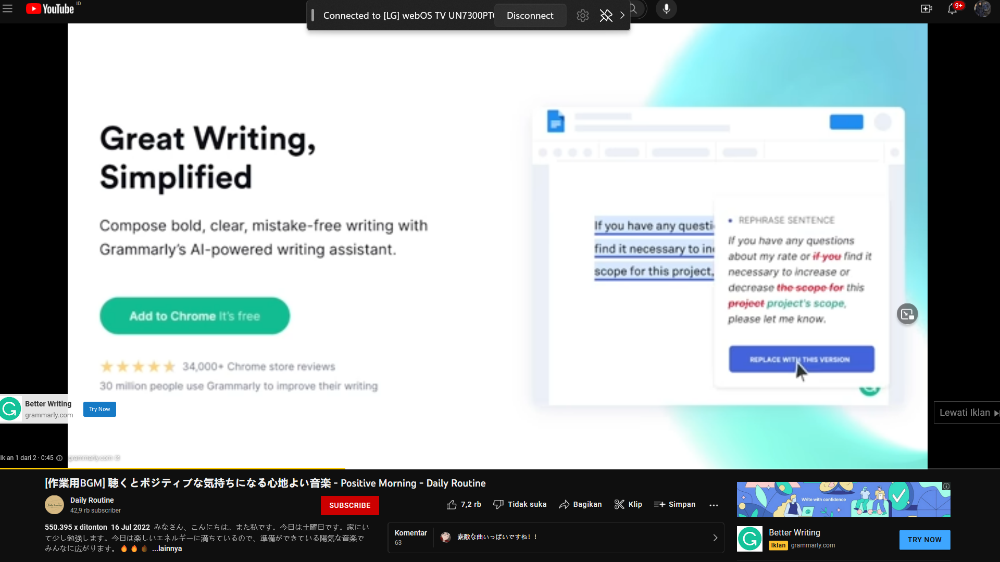 YouTube ID
Connected to [LG] webOS TV UN7300PT
Disconnect
9+
Great Writing,
Simplified
Compose bold, clear, mistake-free writing with
Grammarly's AI-powered writing assistant.
Add to Chrome It's free
34,000+ Chrome store reviews
30 million people use Grammarly to improve their writing
If you have any questi
find it necessary to in
scope for this project,
REPHRASE SENTENCE
If you have any questions
about my rate or if you find it
necessary to increase or
decrease the scope for this
project project's scope,
please let me know.
REPLACE WITH THIS VERSION
Better Writing
grammarly.com
Try Now
Lewati Iklan
Iklan 1 dari 2 · 0:45
grammarly.com
[作業用BGM] 聴くとポジティブな気持ちになる心地よい音楽 - Positive Morning - Daily Routine
Daily Routine
42,9 rb subscriber
SUBSCRIBE
7,2 rb
Tidak suka
Bagikan
Klip
Simpan
550.395 x ditonton 16 Jul 2022 みなさん、こんにちは。また私です。今日は土曜日です。家にい
て少し勉強します。今日は楽しいエネルギーに満ちているので、準備ができている陽気な音楽で
みんなに広がります。 🔥 🔥 ...lainnya
Komentar
63
素敵な曲いっぱいですね！！
Write with confidence
Better Writing
Iklan grammarly.com
TRY NOW